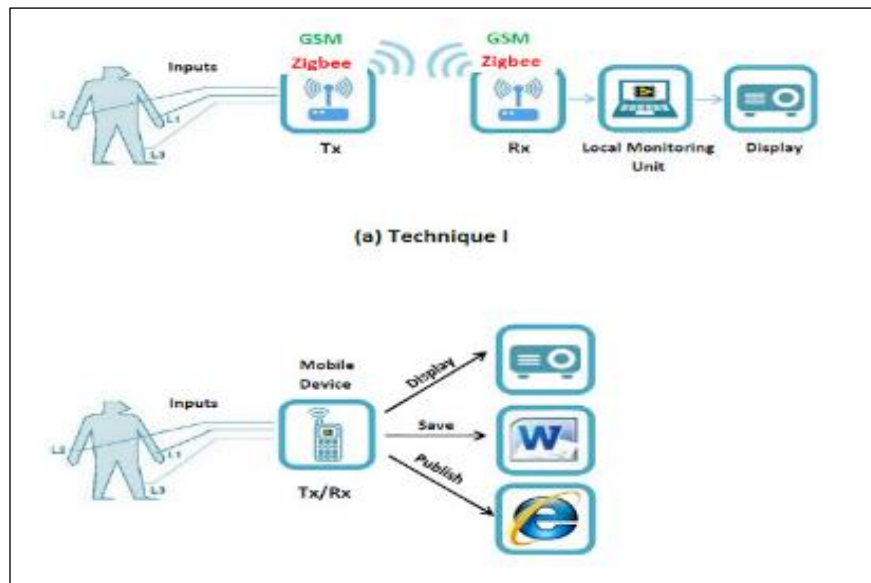 GSM
Zigbee
GSM
Zigbee
Inputs
L2
L1
L3
Tx
Rx
Local Monitoring
Unit
Display
(a) Technique I
Mobile
Device
Inputs
L2
L1
L3
Tx/Rx
Display
Save
Publish
W
e